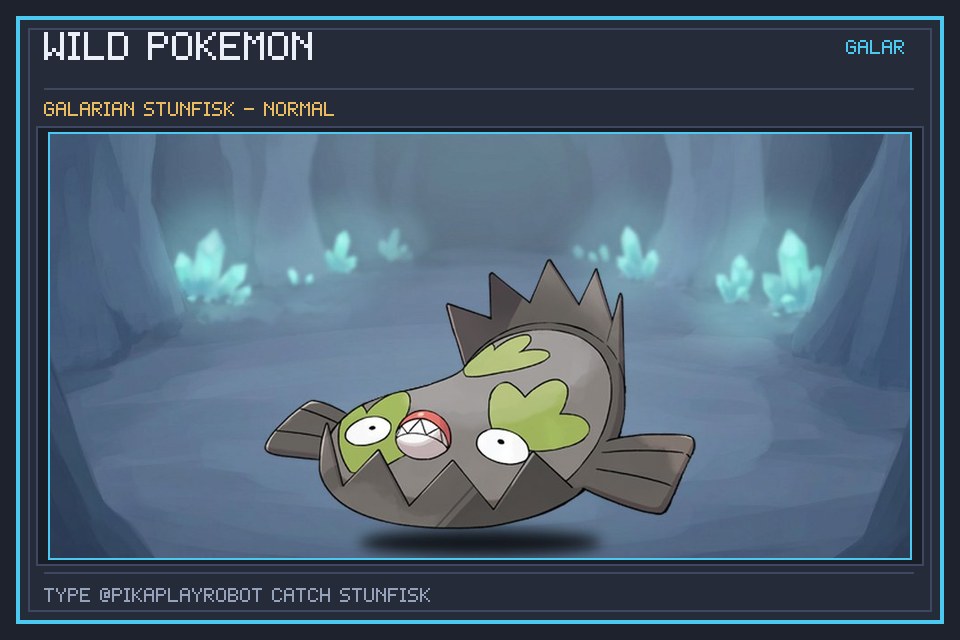 WILD POKEMON
GALAR
GALARIAN STUNFISK - NORMAL
TYPE @PIKAPLAYROBOT CATCH STUNFISK